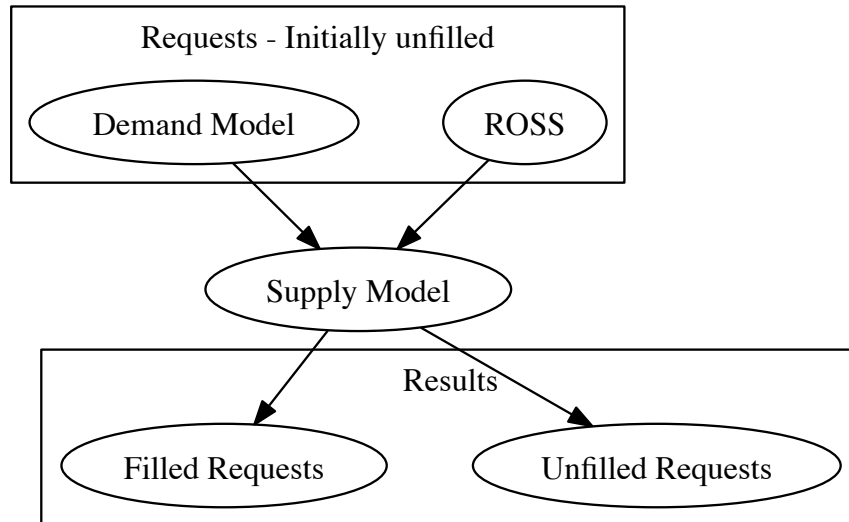 Requests - Initially unfilled
Demand Model
ROSS
Supply Model
Results
Filled Requests
Unfilled Requests